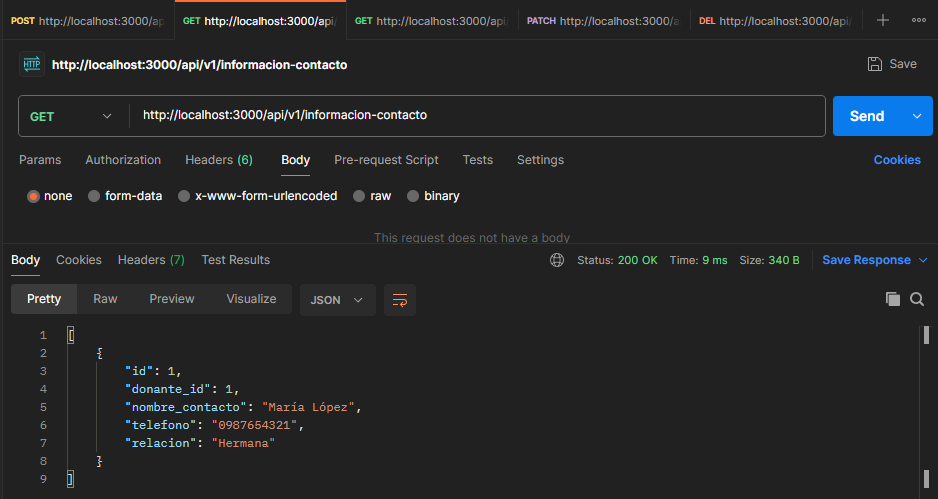 POST http://localhost:3000/ap GET http://localhost:3000/api/ GET http://localhost:3000/api/ PATCH http://localhost:3000/a DEL http://localhost:3000/api/
HTTP http://localhost:3000/api/v1/informacion-contacto Save
GET http://localhost:3000/api/v1/informacion-contacto Send
Params Authorization Headers (6) Body Pre-request Script Tests Settings Cookies
none form-data x-www-form-urlencoded raw binary
This request does not have a body
Body Cookies Headers (7) Test Results Status: 200 OK Time: 9 ms Size: 340 B Save Response
Pretty Raw Preview Visualize JSON
1 [
2 {
3 "id": 1,
4 "donante_id": 1,
5 "nombre_contacto": "María López",
6 "telefono": "0987654321",
7 "relacion": "Hermana"
8 }
9 ]